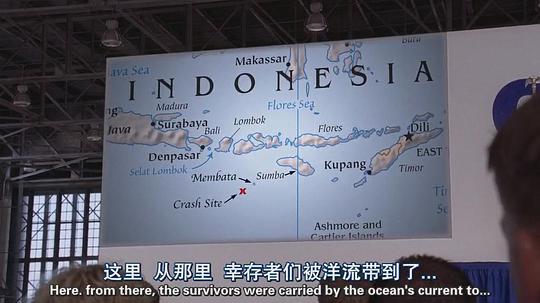 Makassar
Buru
ava Sea
INDONESIA
Madura
Flores Sea
Surabaya
Java
Bali
Lombok
Flores
Dili
EAST
Denpasar
Selat Lombok
Kupang
Timor
Membata
Sumba
Crash Site
x
Ashmore and
Cartier Islands
这里 从那里 幸存者们被洋流带到了...
Here. from there, the survivors were carried by the ocean's current to...